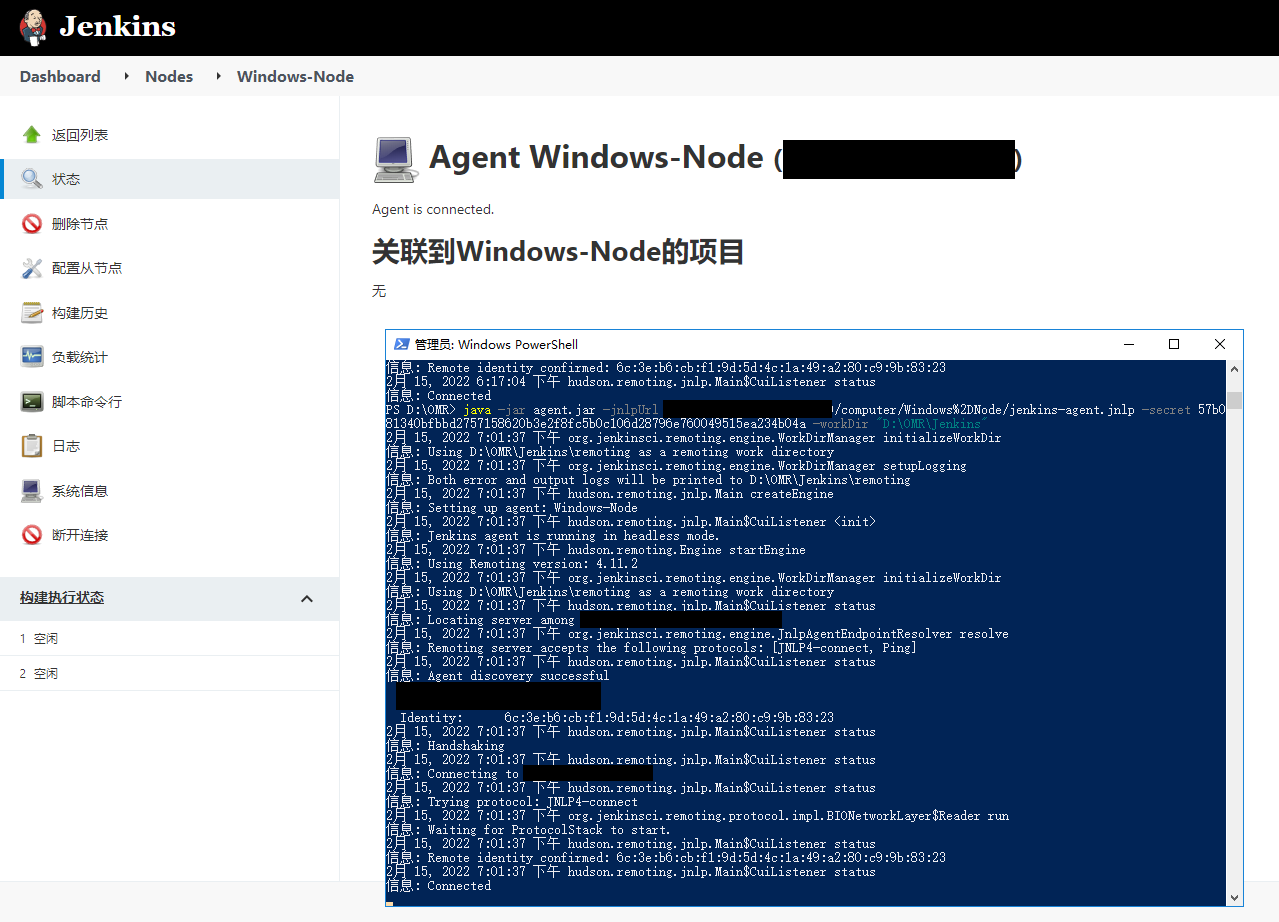 Jenkins
Dashboard
Nodes
Windows-Node
返回列表
状态
删除节点
配置从节点
构建历史
负载统计
脚本命令行
日志
系统信息
断开连接
构建执行状态
1 空闲
2 空闲
Agent Windows-Node ( )
Agent is connected.
关联到Windows-Node的项目
无
管理员: Windows PowerShell
信息: Remote identity confirmed: 6c:3e:b6:cb:f1:9d:5d:4c:1a:49:a2:80:c9:9b:83:23
2月 15, 2022 6:17:04 下午 hudson.remoting.jnlp.Main$CuiListener status
信息: Connected
PS D:\OMR> java -jar agent.jar -jnlpUrl /computer/Windows%2DNode/jenkins-agent.jnlp -secret 57b0
81340bfbbd2757158620b3e2f8fc5b0c106d28796e760049515ea234b04a -workDir "D:\OMR\Jenkins"
2月 15, 2022 7:01:37 下午 org.jenkinsci.remoting.engine.WorkDirManager initializeWorkDir
信息: Using D:\OMR\Jenkins\remoting as a remoting work directory
2月 15, 2022 7:01:37 下午 org.jenkinsci.remoting.engine.WorkDirManager setupLogging
信息: Both error and output logs will be printed to D:\OMR\Jenkins\remoting
2月 15, 2022 7:01:37 下午 hudson.remoting.jnlp.Main createEngine
信息: Setting up agent: Windows-Node
2月 15, 2022 7:01:37 下午 hudson.remoting.jnlp.Main$CuiListener <init>
信息: Jenkins agent is running in headless mode.
2月 15, 2022 7:01:37 下午 hudson.remoting.Engine startEngine
信息: Using Remoting version: 4.11.2
2月 15, 2022 7:01:37 下午 org.jenkinsci.remoting.engine.WorkDirManager initializeWorkDir
信息: Using D:\OMR\Jenkins\remoting as a remoting work directory
2月 15, 2022 7:01:37 下午 hudson.remoting.jnlp.Main$CuiListener status
信息: Locating server among
2月 15, 2022 7:01:37 下午 org.jenkinsci.remoting.engine.JnlpAgentEndpointResolver resolve
信息: Remoting server accepts the following protocols: [JNLP4-connect, Ping]
2月 15, 2022 7:01:37 下午 hudson.remoting.jnlp.Main$CuiListener status
信息: Agent discovery successful
Identity: 6c:3e:b6:cb:f1:9d:5d:4c:1a:49:a2:80:c9:9b:83:23
2月 15, 2022 7:01:37 下午 hudson.remoting.jnlp.Main$CuiListener status
信息: Handshaking
2月 15, 2022 7:01:37 下午 hudson.remoting.jnlp.Main$CuiListener status
信息: Connecting to
2月 15, 2022 7:01:37 下午 hudson.remoting.jnlp.Main$CuiListener status
信息: Trying protocol: JNLP4-connect
2月 15, 2022 7:01:37 下午 org.jenkinsci.remoting.protocol.impl.BIONetworkLayer$Reader run
信息: Waiting for ProtocolStack to start.
2月 15, 2022 7:01:37 下午 hudson.remoting.jnlp.Main$CuiListener status
信息: Remote identity confirmed: 6c:3e:b6:cb:f1:9d:5d:4c:1a:49:a2:80:c9:9b:83:23
2月 15, 2022 7:01:37 下午 hudson.remoting.jnlp.Main$CuiListener status
信息: Connected